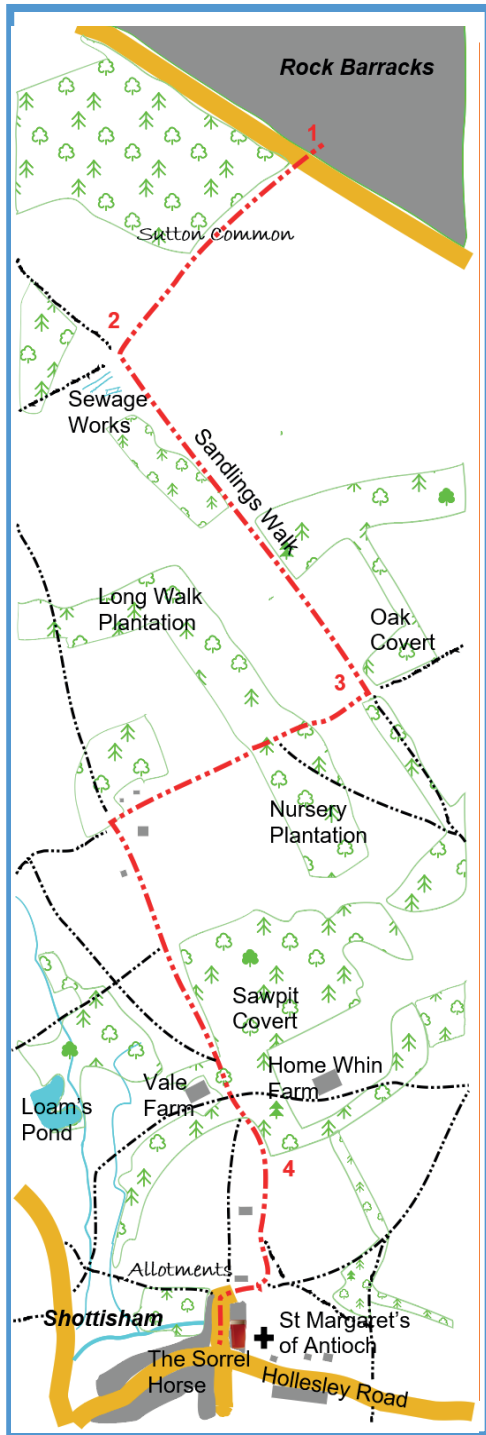 Rock Barracks
1
Sutton Common
2
Sewage
Works
Sandlings Walk
Long Walk
Plantation
Oak
Covert
3
Nursery
Plantation
Sawpit
Covert
Home Whin
Farm
Vale
Farm
Loam's
Pond
4
Allotments
Shottisham
St Margaret's
of Antioch
The Sorrel
Horse
Hollesley Road